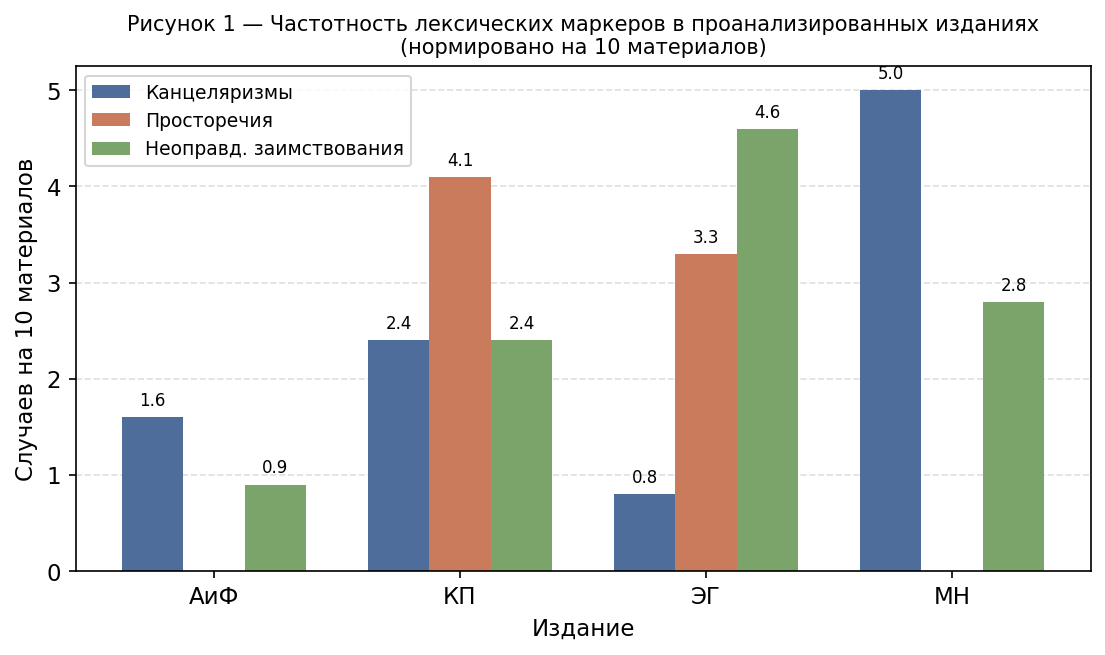 Рисунок 1 — Частотность лексических маркеров в проанализированных изданиях
(нормировано на 10 материалов)
Канцеляризмы
Просторечия
Неоправд. заимствования
Случаев на 10 материалов
5
4
3
2
1
0
1.6
0.9
2.4
4.1
2.4
0.8
3.3
4.6
5.0
2.8
АиФ
КП
ЭГ
МН
Издание